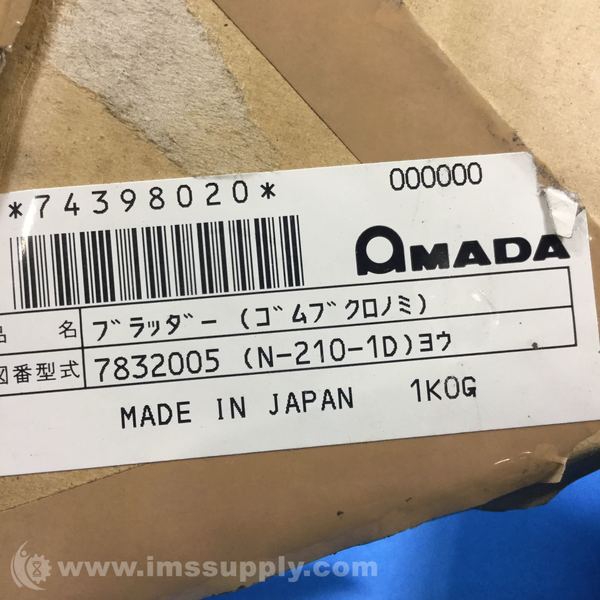 *74398020*
000000
AMADA
品 名 ﾌﾞﾗｯﾀﾞｰ (ｺﾞﾑﾌﾞｸﾛﾉﾐ)
図番型式 7832005 (N-210-1D)ﾖｳ
MADE IN JAPAN 1K0G
www.imssupply.com